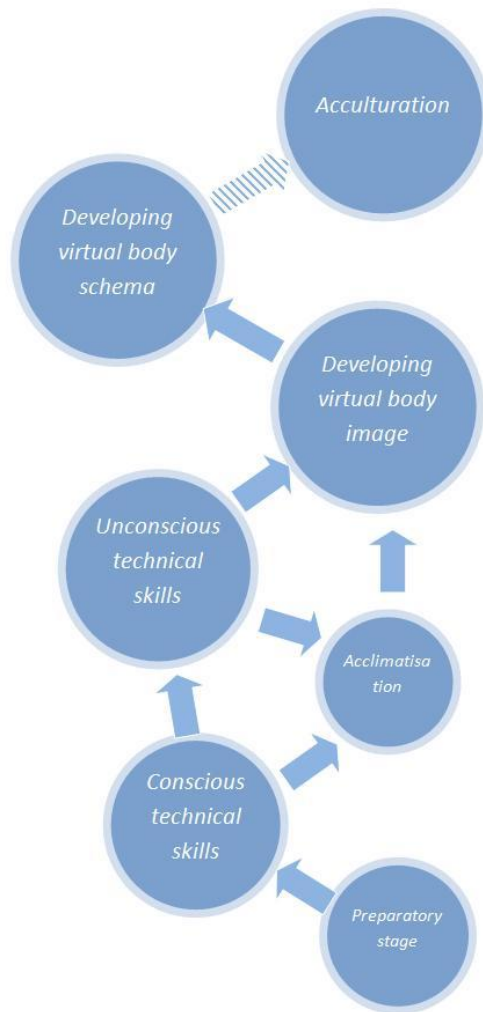 Acculturation
Developing
virtual body
schema
Developing
virtual body
image
Unconscious
technical
skills
Acclimatisa
tion
Conscious
technical
skills
Preparatory
stage